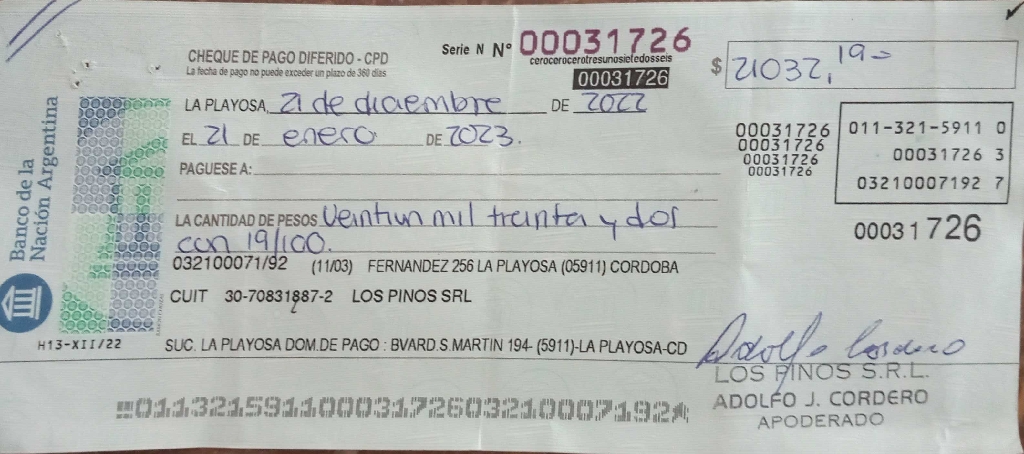 CHEQUE DE PAGO DIFERIDO - CPD
La fecha de pago no puede exceder un plazo de 360 días
Serie N Nº 00031726
cerocerocerotresunosietedosseis
00031726
$ 21032,19=
LA PLAYOSA, 21 de diciembre DE 2022
EL 21 DE enero DE 2023.
PAGUESE A:
LA CANTIDAD DE PESOS Veintiun mil treinta y dos
con 19/100.
032100071/92 (11/03) FERNANDEZ 256 LA PLAYOSA (05911) CORDOBA
CUIT 30-70831887-2 LOS PINOS SRL
SUC. LA PLAYOSA DOM.DE PAGO : BVARD.S.MARTIN 194- (5911)-LA PLAYOSA-CD
00031726
00031726
00031726
00031726
011-321-5911 0
00031726 3
03210007192 7
00031726
Banco de la
Nación Argentina
H13-XII/22
Adolfo Cordero
LOS PINOS S.R.L.
ADOLFO J. CORDERO
APODERADO
01132159110003172603210007192